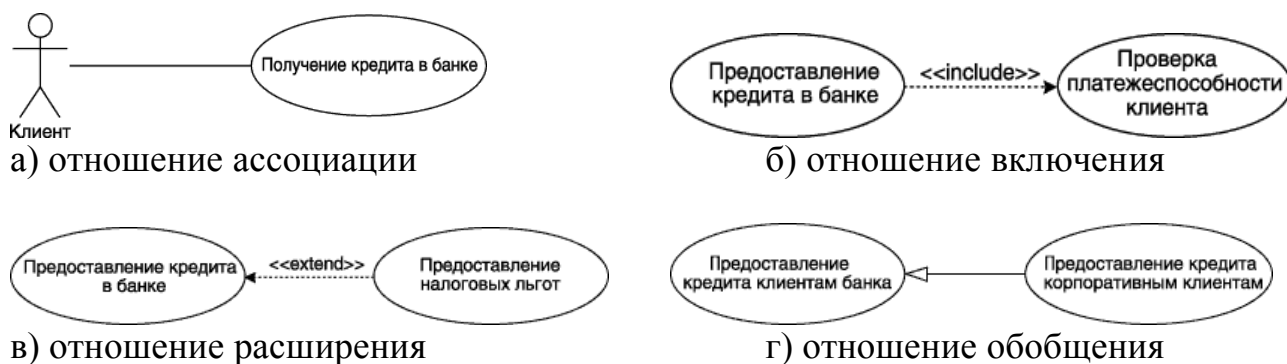 Получение кредита в банке
Клиент
а) отношение ассоциации
Предоставление
кредита в банке
<<include>>
Проверка
платежеспособности
клиента
б) отношение включения
Предоставление кредита
в банке
<<extend>>
Предоставление
налоговых льгот
в) отношение расширения
Предоставление
кредита клиентам банка
Предоставление кредита
корпоративным клиентам
г) отношение обобщения